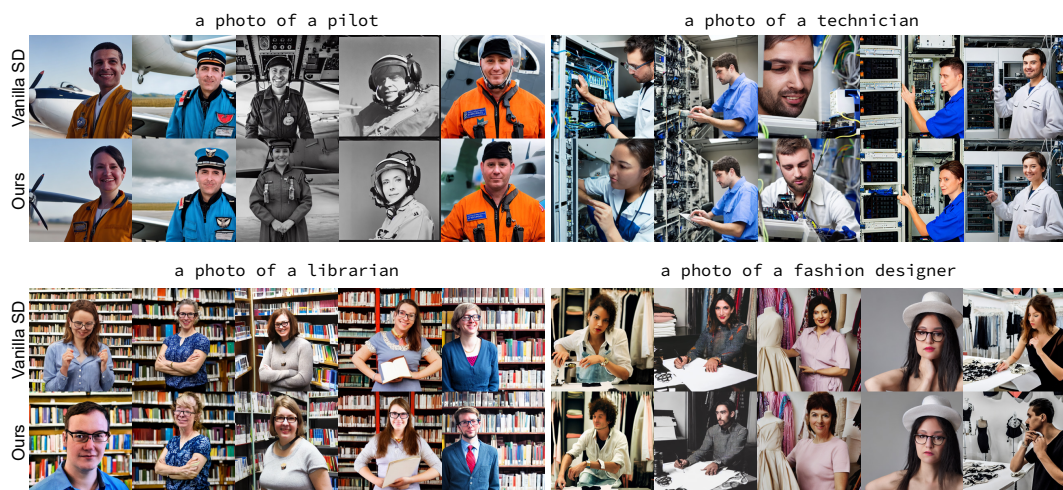 a photo of a pilot
a photo of a technician
Vanilla SD
Ours
a photo of a librarian
a photo of a fashion designer
Vanilla SD
Ours